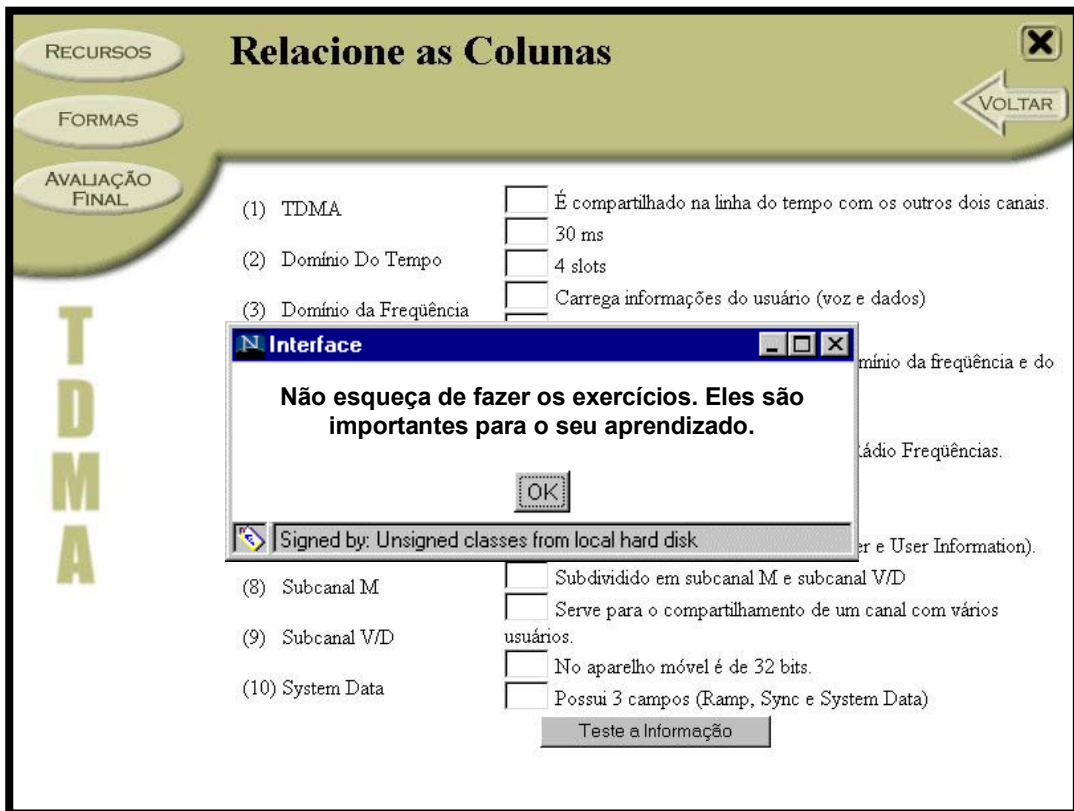 RECURSOS
Relacione as Colunas
VOLTAR
FORMAS
AVALIAÇÃO
FINAL
(1) TDMA
É compartilhado na linha do tempo com os outros dois canais.
30 ms
(2) Domínio Do Tempo
4 slots
Carrega informações do usuário (voz e dados)
(3) Domínio da Freqüência
Interface
mínio da freqüência e do
Não esqueça de fazer os exercícios. Eles são
importantes para o seu aprendizado.
ádio Freqüências.
OK
Signed by: Unsigned classes from local hard disk
er e User Information).
Subdividido em subcanal M e subcanal V/D
(8) Subcanal M
Serve para o compartilhamento de um canal com vários
usuários.
(9) Subcanal V/D
No aparelho móvel é de 32 bits.
(10) System Data
Possui 3 campos (Ramp, Sync e System Data)
Teste a Informação
T
D
M
A